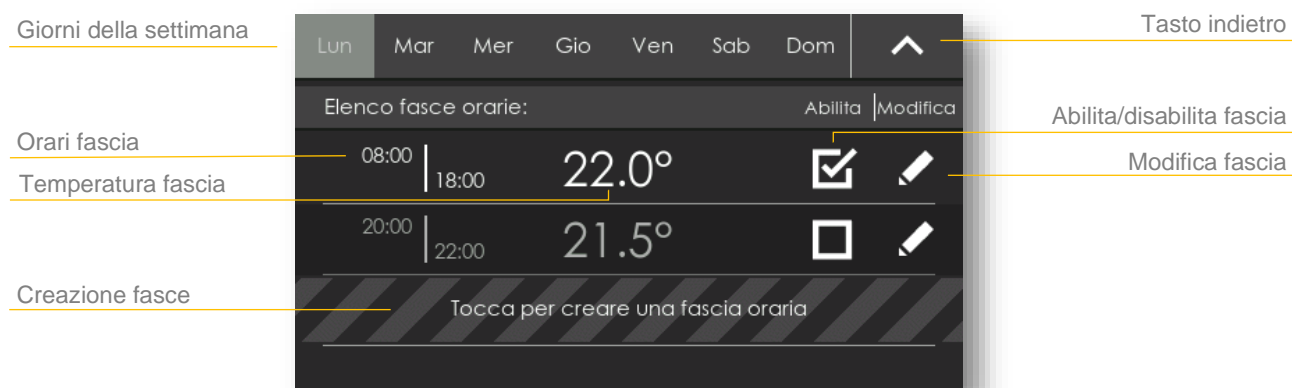 Giorni della settimana
Tasto indietro
Lun Mar Mer Gio Ven Sab Dom
Elenco fasce orarie: Abilita Modifica
Abilita/disabilita fascia
Orari fascia
08:00
18:00
22.0°
Modifica fascia
Temperatura fascia
20:00
22:00
21.5°
Creazione fasce
Tocca per creare una fascia oraria